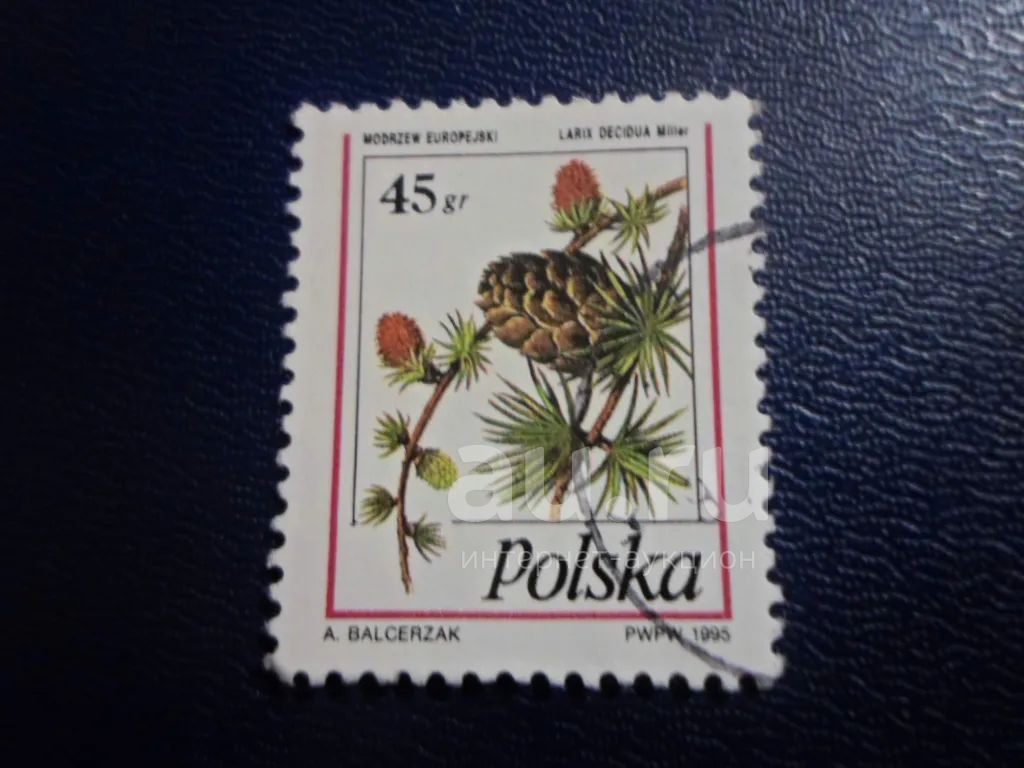 MODRZEW EUROPEJSKI LARIX DECIDUA Miller
45 gr
au.ru
интернет-аукцион
Polska
A. BALCERZAK PWPW 1995